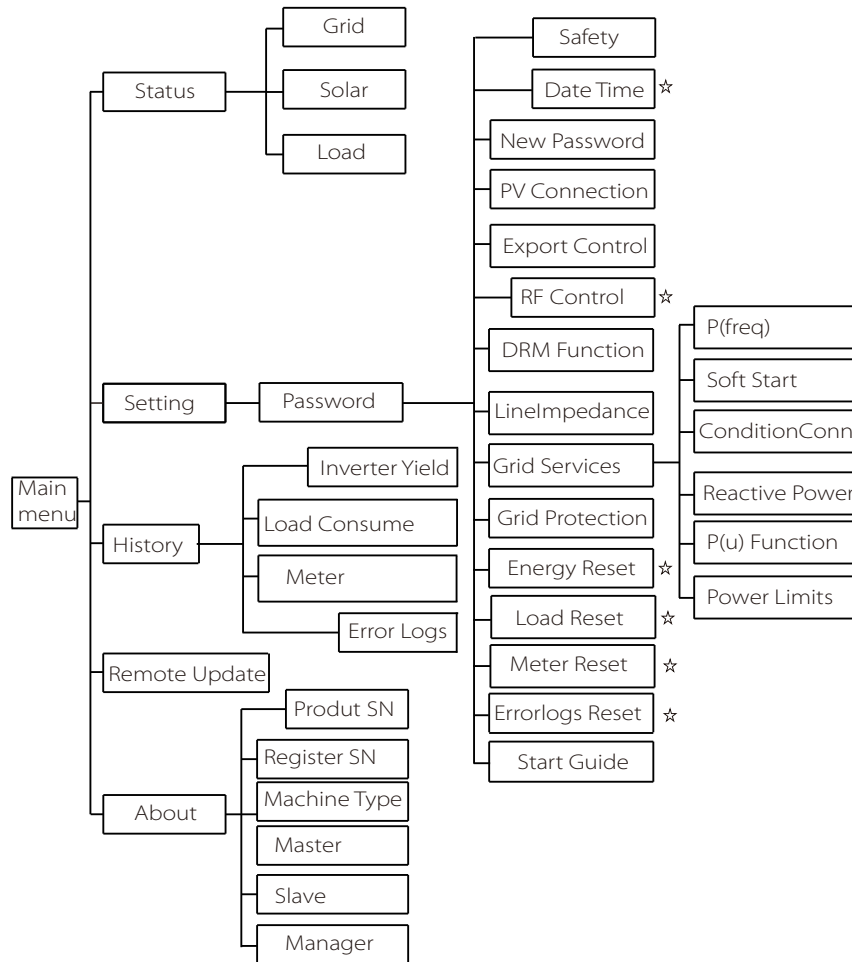 Main
menu
Status
Grid
Solar
Load
Setting
Password
Safety
Date Time ☆
New Password
PV Connection
Export Control
RF Control ☆
DRM Function
LineImpedance
Grid Services
P(freq)
Soft Start
ConditionConn
Reactive Power
P(u) Function
Power Limits
Grid Protection
Energy Reset ☆
Load Reset ☆
Meter Reset ☆
Errorlogs Reset ☆
Start Guide
History
Inverter Yield
Load Consume
Meter
Error Logs
Remote Update
About
Produt SN
Register SN
Machine Type
Master
Slave
Manager